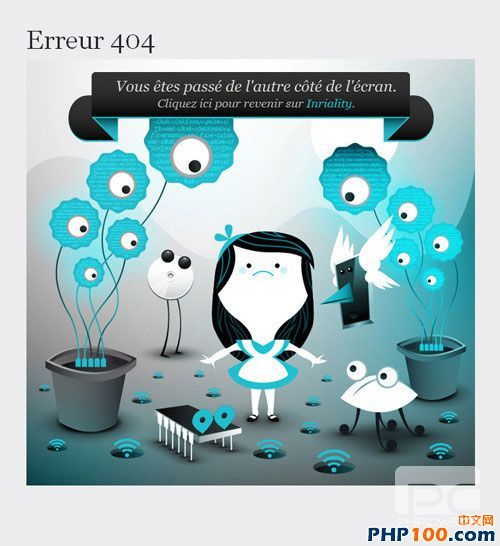 Erreur 404
Vous êtes passé de l'autre côté de l'écran.
Cliquez ici pour revenir sur Inriality.
PC
中文网
PHP100.com